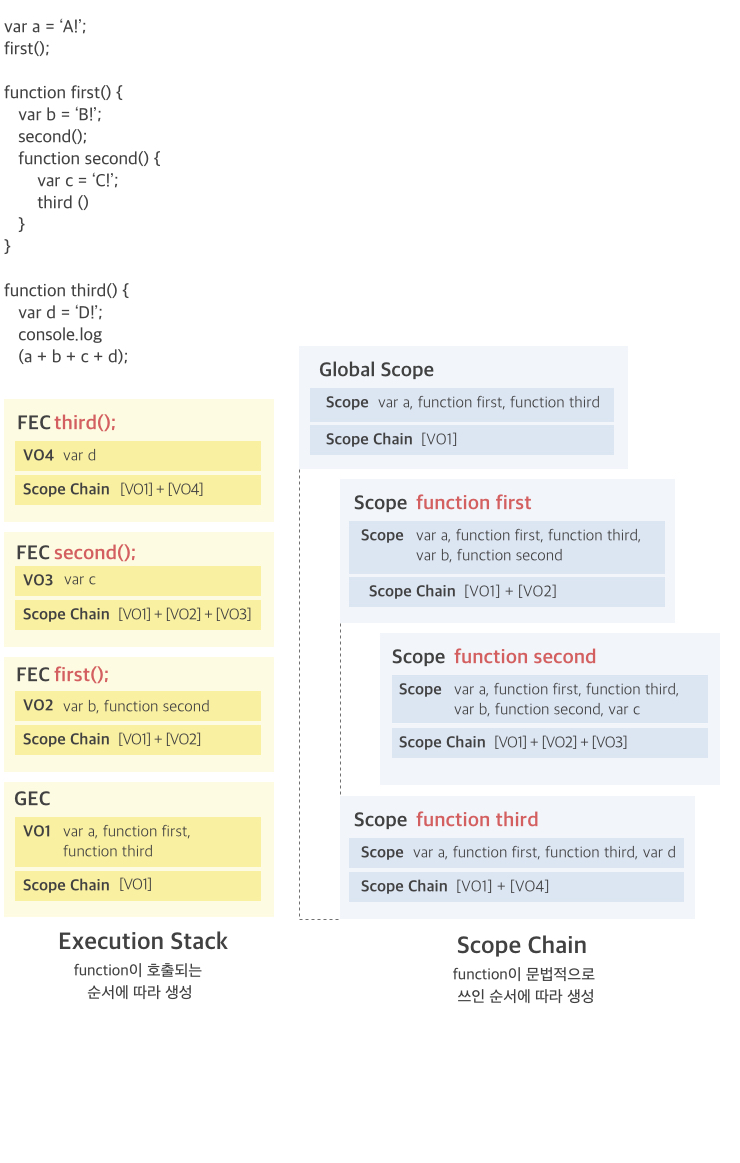 var a = ‘A!’;
first();
function first() {
var b = ‘B!’;
second();
function second() {
var c = ‘C!’;
third ()
}
}
function third() {
var d = ‘D!’;
console.log
(a + b + c + d);
FEC third();
VO4 var d
Scope Chain [VO1] + [VO4]
FEC second();
VO3 var c
Scope Chain [VO1] + [VO2] + [VO3]
FEC first();
VO2 var b, function second
Scope Chain [VO1] + [VO2]
GEC
VO1 var a, function first,
function third
Scope Chain [VO1]
Execution Stack
function이 호출되는
순서에 따라 생성
Global Scope
Scope var a, function first, function third
Scope Chain [VO1]
Scope function first
Scope var a, function first, function third,
var b, function second
Scope Chain [VO1] + [VO2]
Scope function second
Scope var a, function first, function third,
var b, function second, var c
Scope Chain [VO1] + [VO2] + [VO3]
Scope function third
Scope var a, function first, function third, var d
Scope Chain [VO1] + [VO4]
Scope Chain
function이 문법적으로
쓰인 순서에 따라 생성